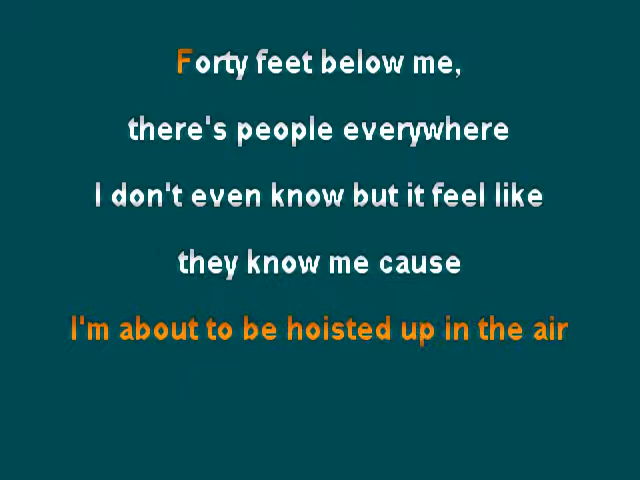 Forty feet below me,
there's people everywhere
I don't even know but it feel like
they know me cause
I'm about to be hoisted up in the air